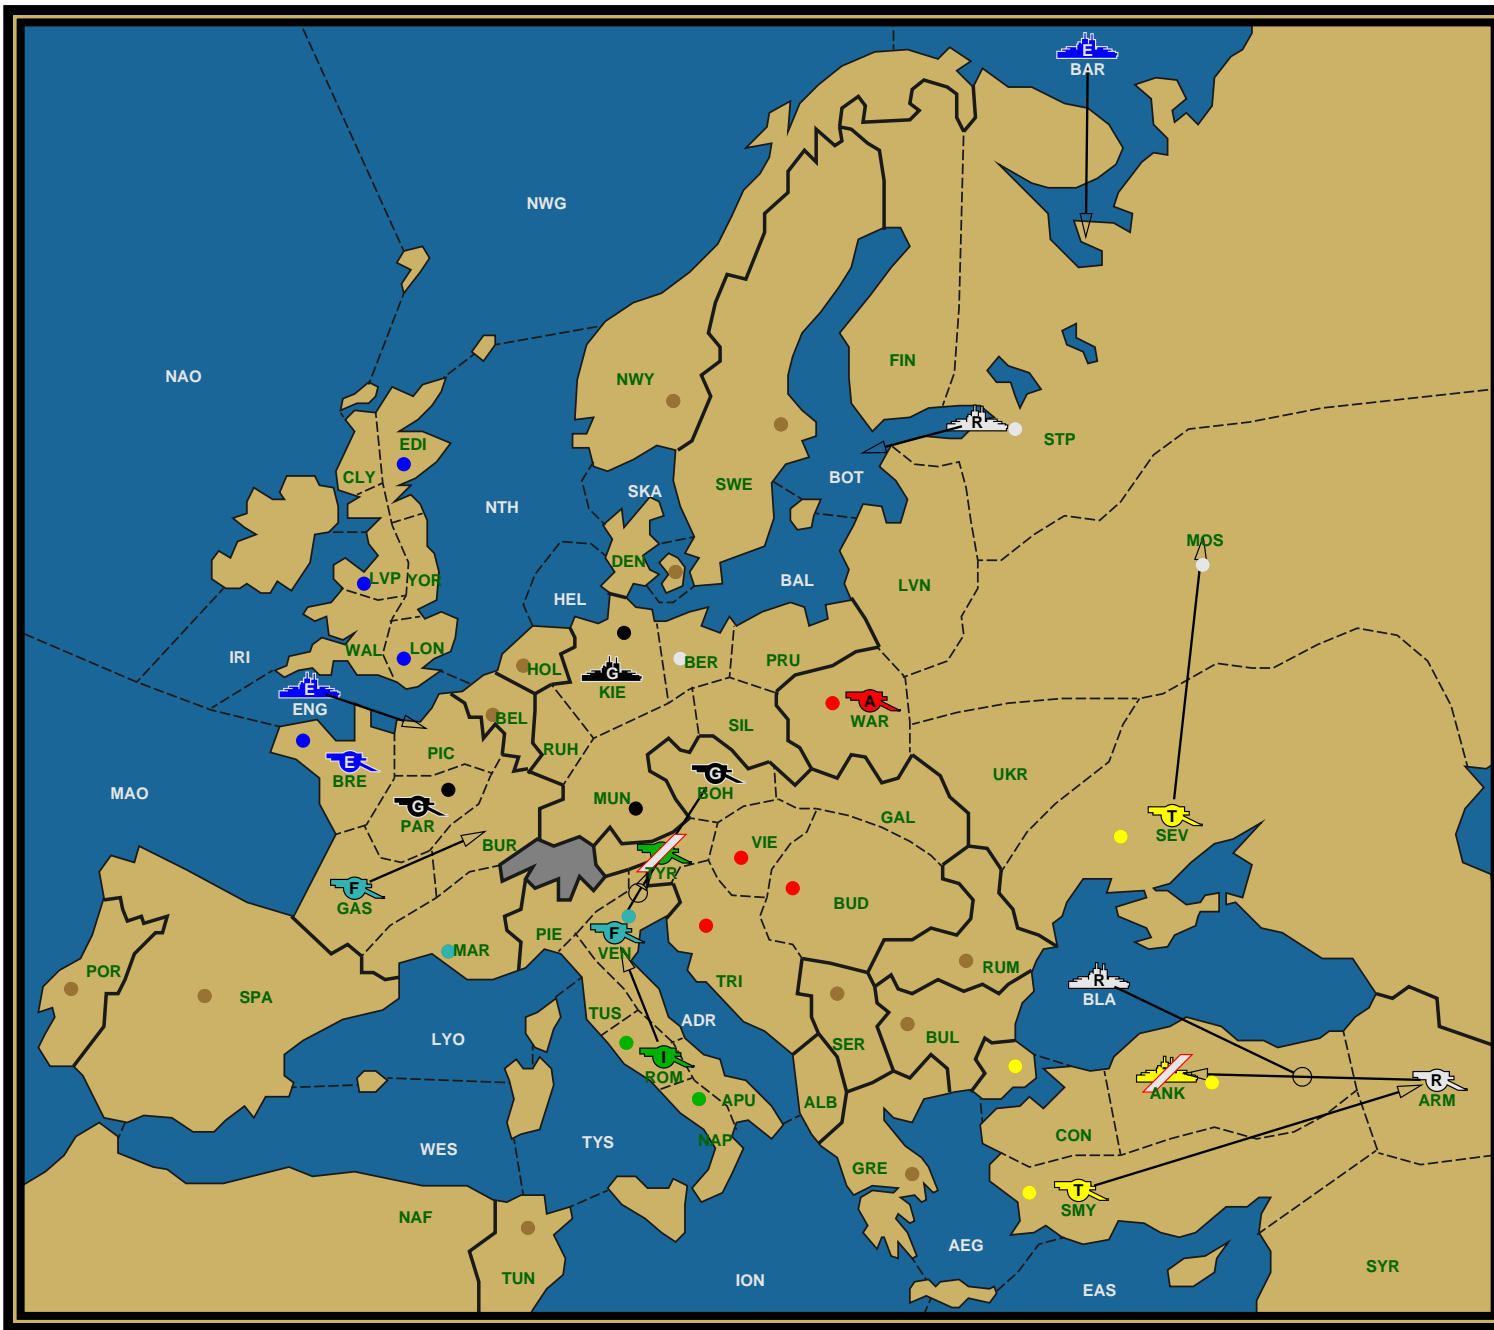 E
BAR
NWG
NAO
FIN
NWY
R
STP
EDI
CLY
BOT
SWE
SKA
NTH
MOS
DEN
BAL
LVN
LVP YOR
HEL
IRI
WAL
LON
HOL
BER
PRU
G
KIE
E
ENG
A
WAR
BEL
SIL
PIC
RUH
E
BRE
G
BOH
UKR
MAO
MUN
G
PAR
GAL
T
SEV
BUR
VIE
TYR
F
GAS
BUD
F
VEN
PIE
MAR
RUM
POR
SPA
TRI
R
BLA
TUS
ADR
LYO
BUL
SER
I
ROM
ANK
R
ARM
APU
ALB
NAP
CON
WES
TYS
GRE
T
SMY
NAF
AEG
SYR
TUN
ION
EAS